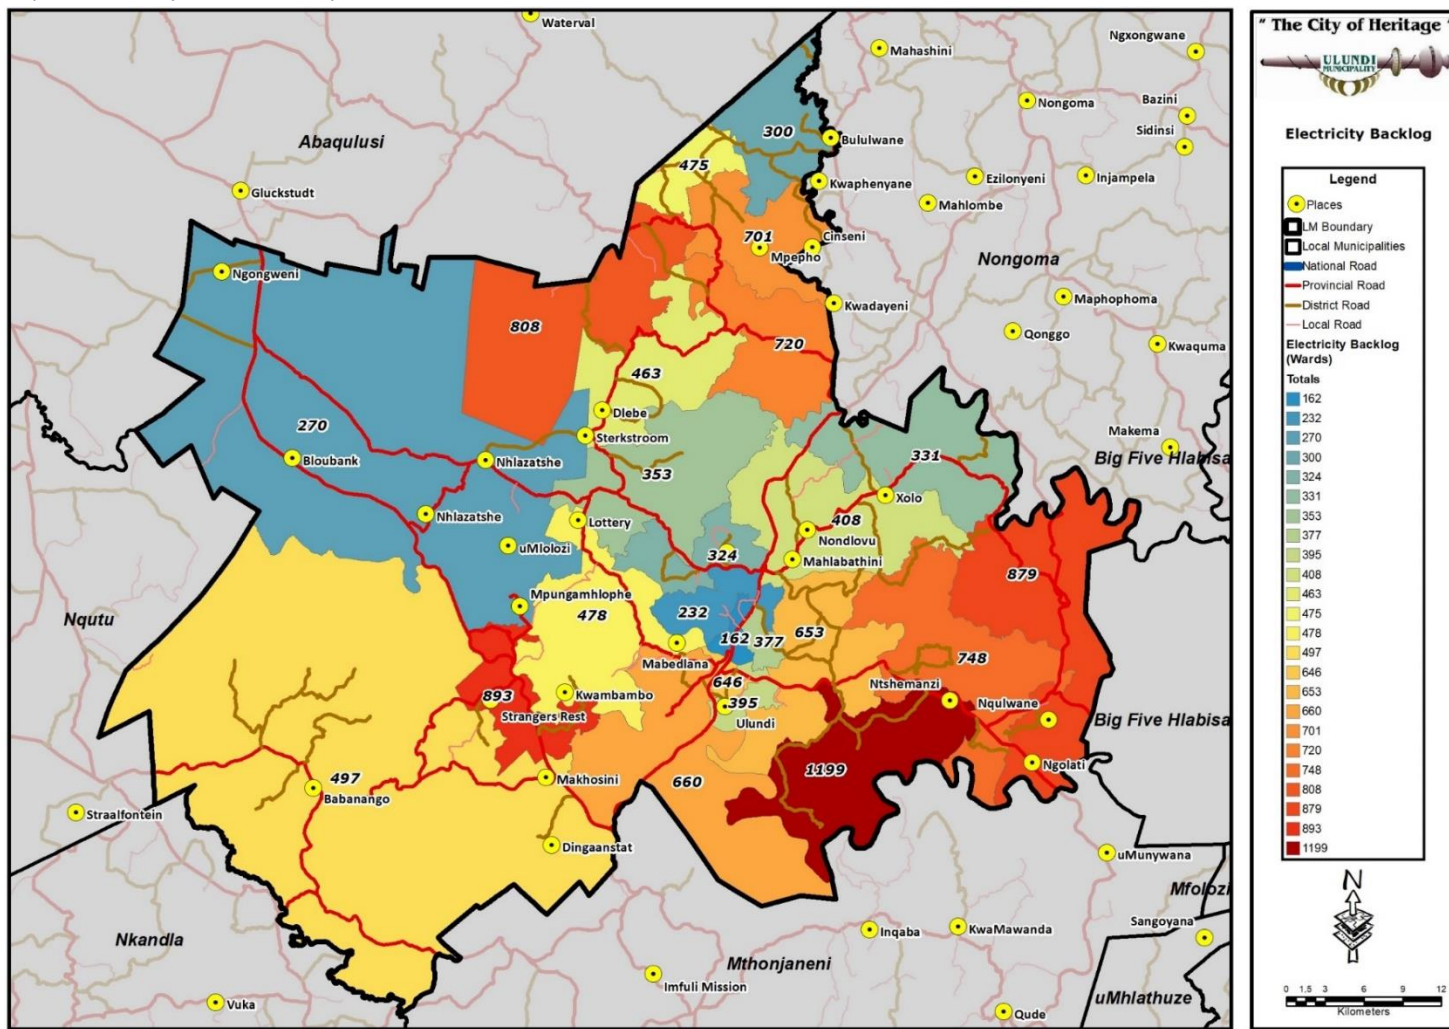 Waterval
Mahashini
Ngxongwane
Nongoma
Bazini
Sidinsi
Abaqulusi
300
Bululwane
475
Gluckstudt
Kwaphenyane
Ezilonyeni
Injampela
Mahlombe
701
Cinseni
Mpepho
Nongoma
Ngongweni
Kwadayeni
Maphophoma
808
720
Qonggo
Kwaquma
463
Dlebe
270
Sterkstroom
Makema
Big Five Hlabisa
Bloubank
Nhlazatshe
353
331
Xolo
Nhlazatshe
Lottery
408
Nondlovu
uMlolozi
324
Mahlabathini
879
Mpungamhlophe
Nqutu
478
232
162
377
653
Mabedlana
748
646
Ntshemanzi
893
Kwambambo
395
Nqulwane
Strangers Rest
Ulundi
Big Five Hlabisa
497
Makhosini
660
1199
Ngolati
Babanango
Straalfontein
Dingaanstat
uMunywana
Mfolozi
Nkandla
Inqaba
KwaMawanda
Sangoyana
Mthonjaneni
Imfuli Mission
uMhlathuze
Vuka
Qude
" The City of Heritage "
ULUNDI
MUNICIPALITY
Electricity Backlog
Legend
Places
LM Boundary
Local Municipalities
National Road
Provincial Road
District Road
Local Road
Electricity Backlog
(Wards)
Totals
162
232
270
300
324
331
353
377
395
408
463
475
478
497
646
653
660
701
720
748
808
879
893
1199
N
0 1,5 3 6 9 12
Kilometers